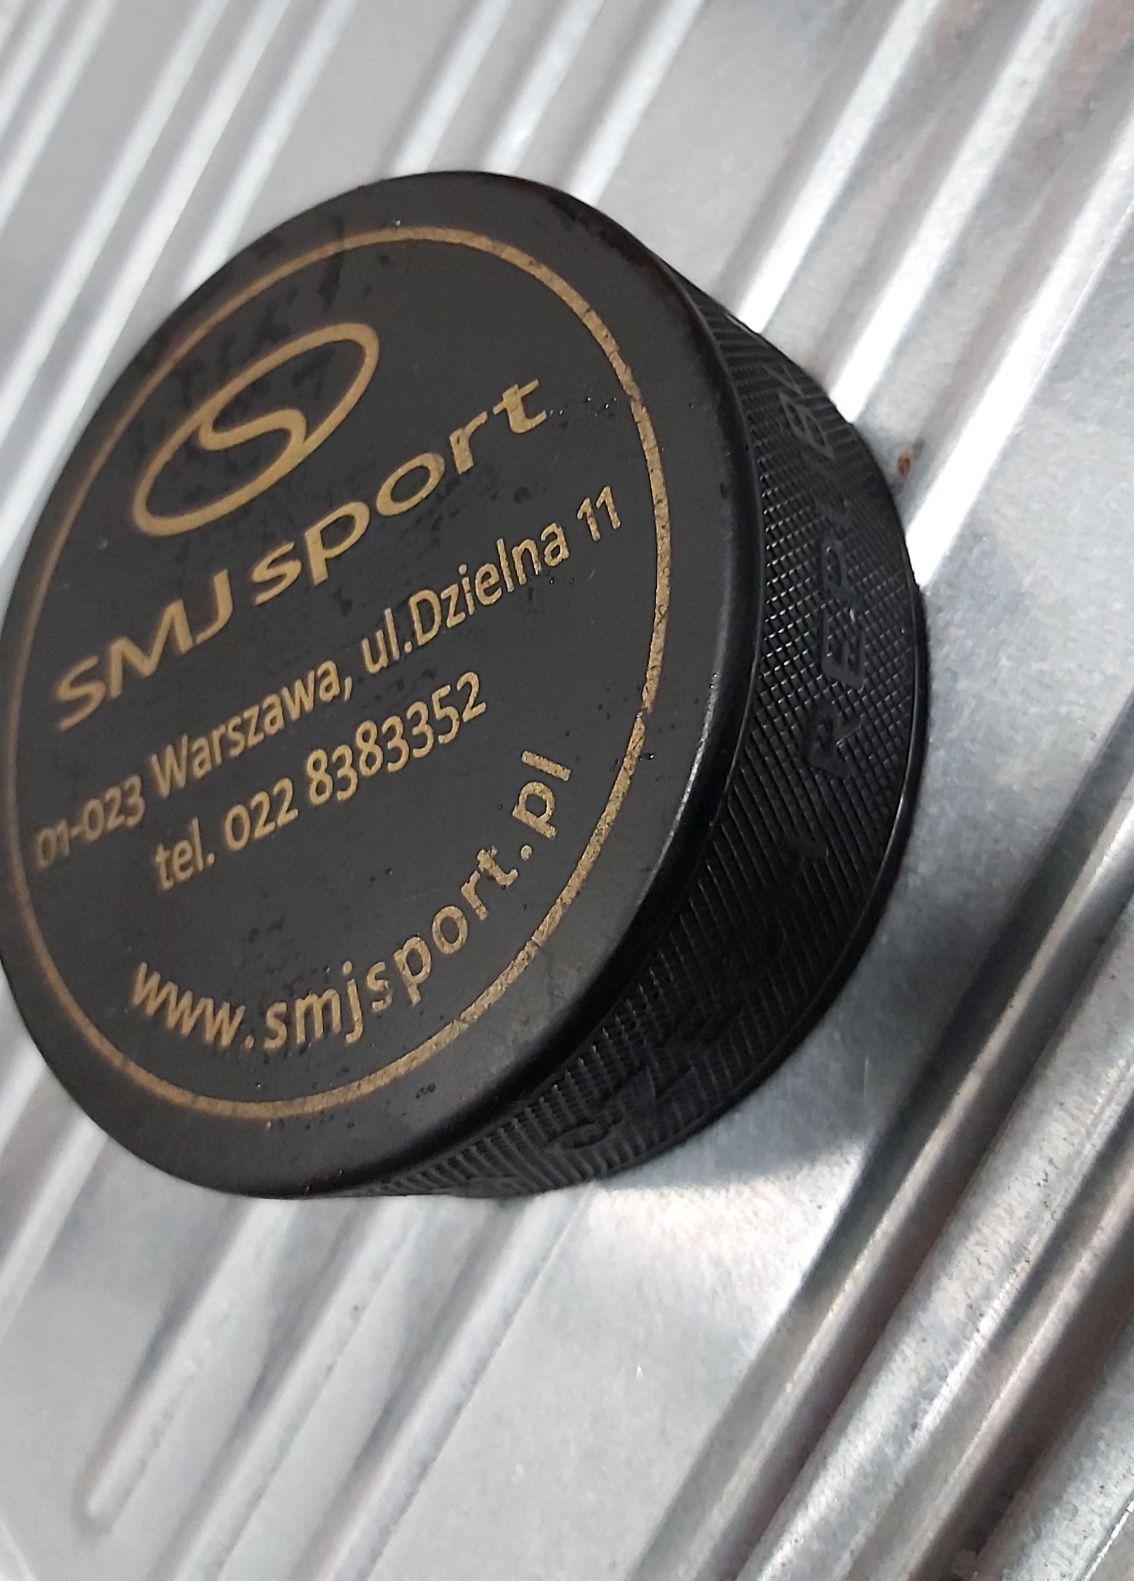 S
SMJ sport
01-023 Warszawa, ul.Dzielna 11
tel. 022 8383352
www.smjsport.pl